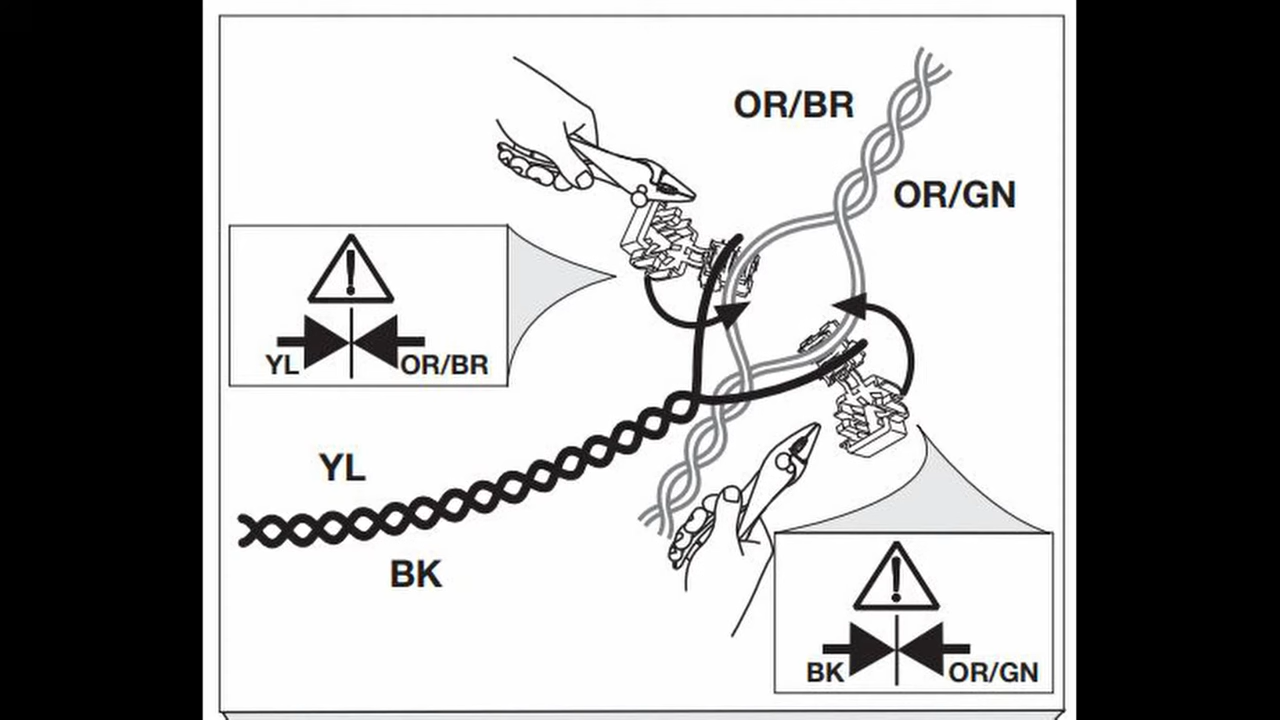 OR/BR
OR/GN
!
YL OR/BR
YL
BK
!
BK OR/GN